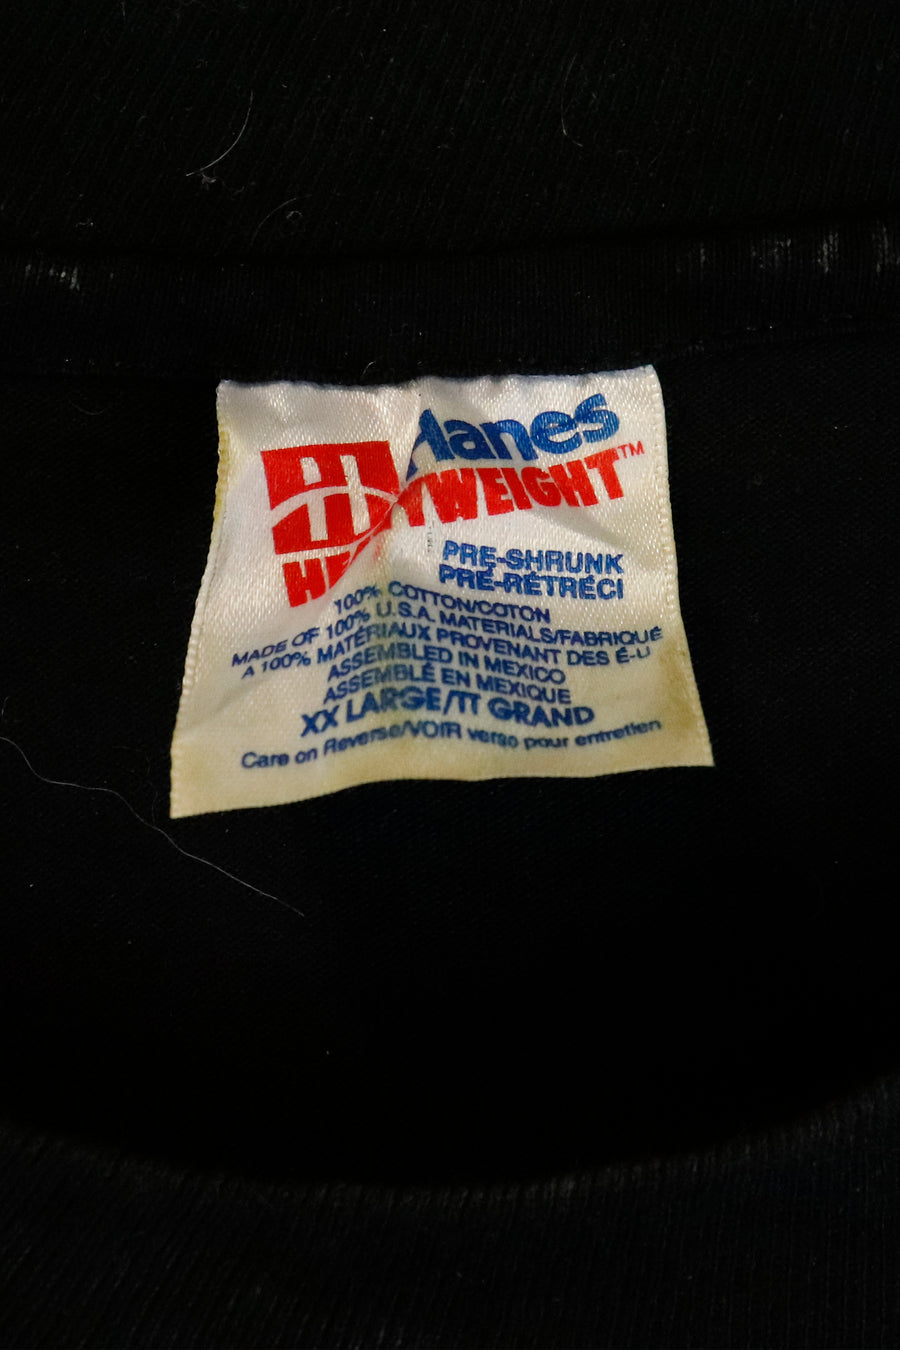 Hanes
HEAVYWEIGHT™
PRE-SHRUNK
PRÉ-RÉTRÉCI
100% COTTON/COTON
MADE OF 100% U.S.A. MATERIALS/FABRIQUÉ
A 100% MATÉRIAUX PROVENANT DES É-U
ASSEMBLED IN MEXICO
ASSEMBLÉ EN MEXIQUE
XX LARGE/TT GRAND
Care on Reverse/VOIR verso pour entretien